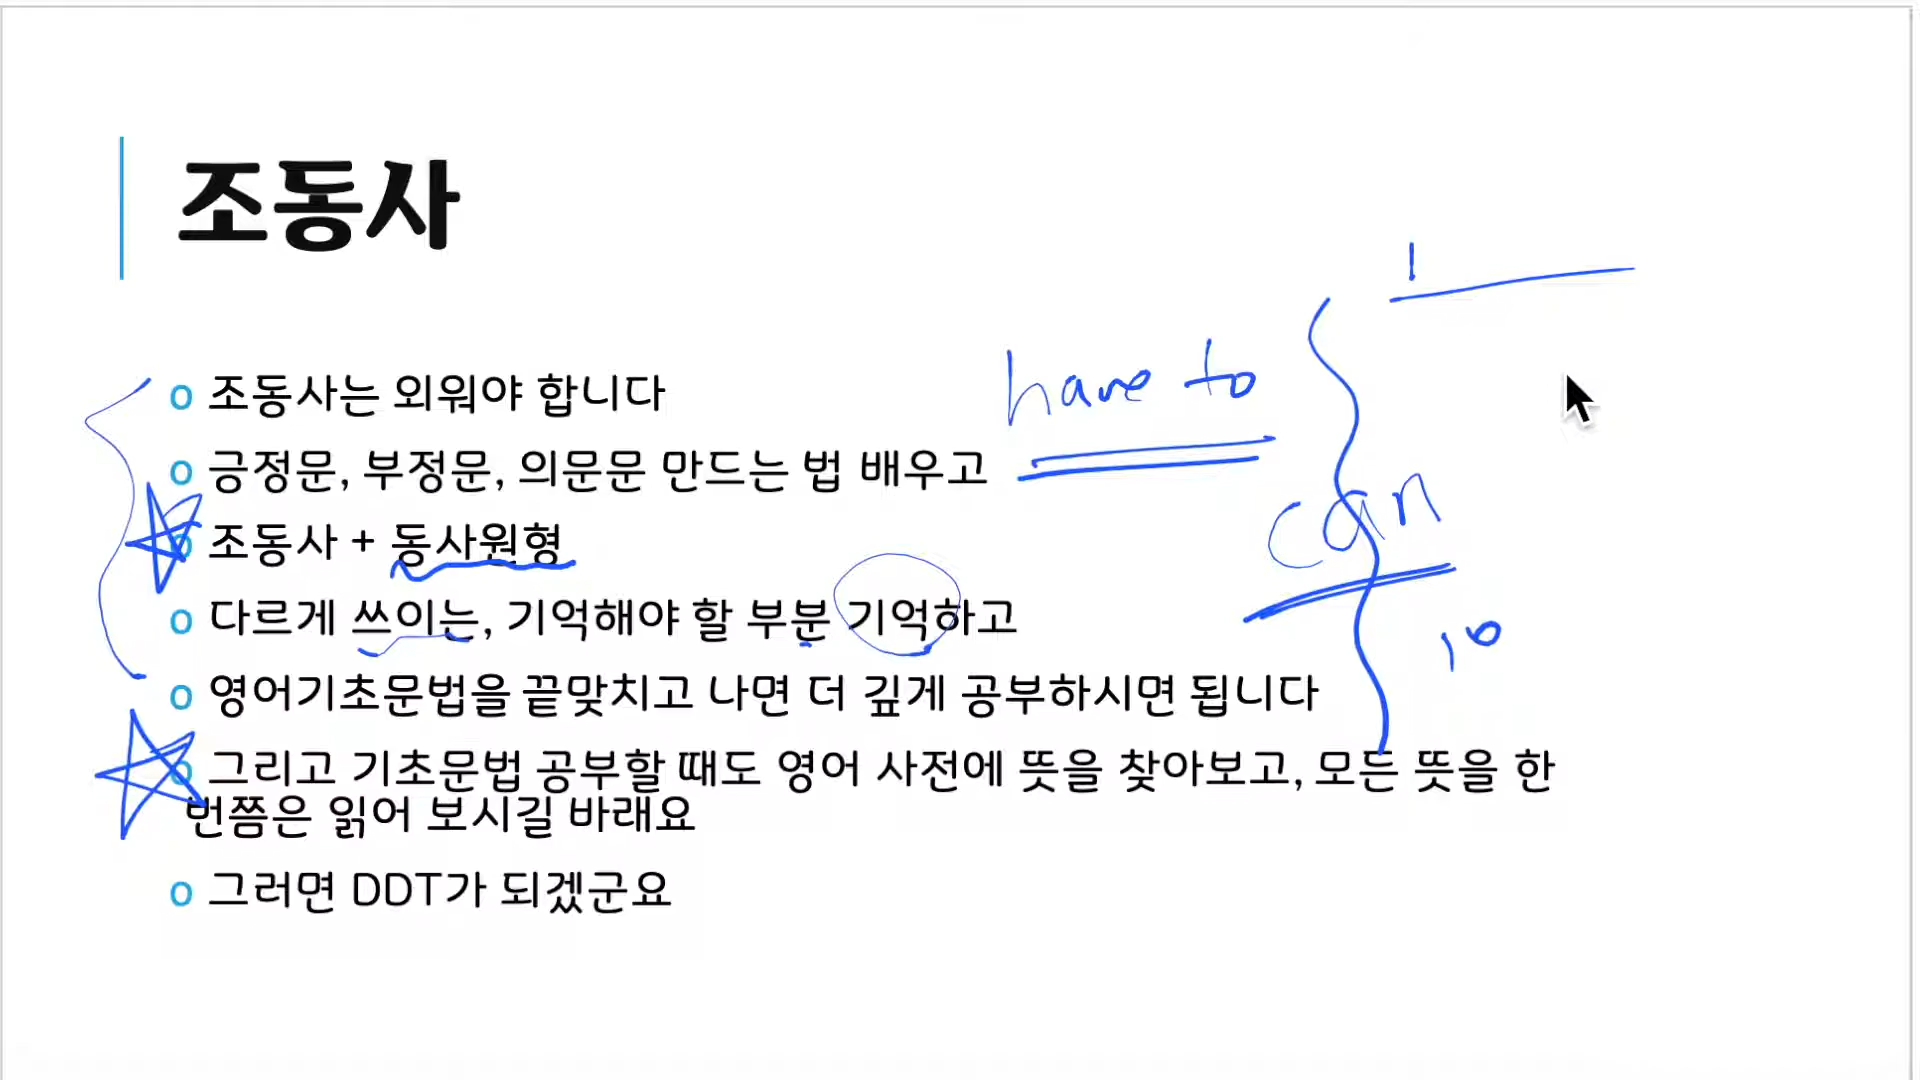 조동사
o 조동사는 외워야 합니다
o 긍정문, 부정문, 의문문 만드는 법 배우고
o 조동사 + 동사원형
o 다르게 쓰이는, 기억해야 할 부분 기억하고
o 영어기초문법을 끝맞치고 나면 더 깊게 공부하시면 됩니다
o 그리고 기초문법 공부할 때도 영어 사전에 뜻을 찾아보고, 모든 뜻을 한
번쯤은 읽어 보시길 바래요
o 그러면 DDT가 되겠군요
1
have to
can
10